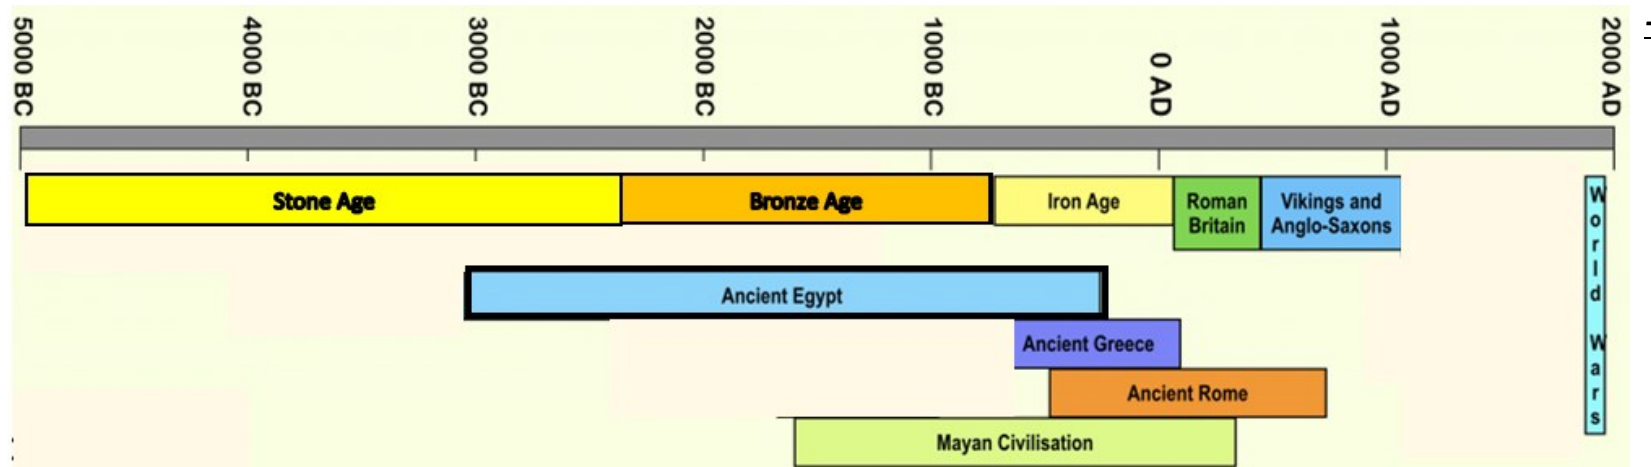 5000 BC
4000 BC
3000 BC
2000 BC
1000 BC
0 AD
1000 AD
2000 AD
Stone Age
Bronze Age
Iron Age
Roman
Britain
Vikings and
Anglo-Saxons
World Wars
Ancient Egypt
Ancient Greece
Ancient Rome
Mayan Civilisation